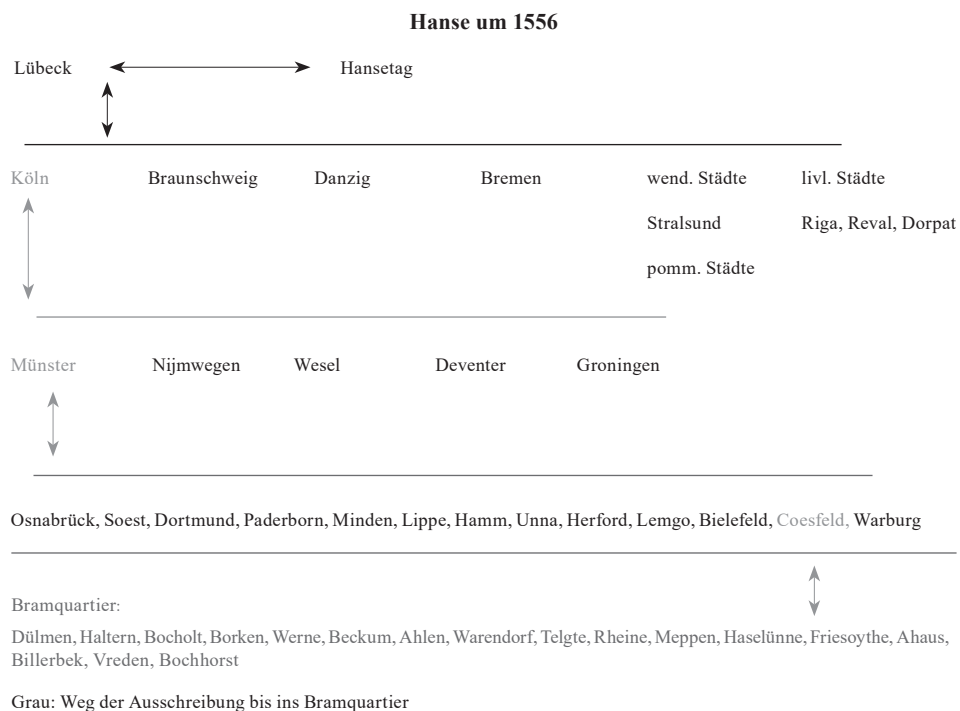 Hanse um 1556
Lübeck Hansetag
Köln Braunschweig Danzig Bremen wend. Städte livl. Städte
Stralsund Riga, Reval, Dorpat
pomm. Städte
Münster Nijmwegen Wesel Deventer Groningen
Osnabrück, Soest, Dortmund, Paderborn, Minden, Lippe, Hamm, Unna, Herford, Lemgo, Bielefeld, Coesfeld, Warburg
Bramquartier:
Dülmen, Haltern, Bocholt, Borken, Werne, Beckum, Ahlen, Warendorf, Telgte, Rheine, Meppen, Haselünne, Friesoythe, Ahaus,
Billerbek, Vreden, Bochhorst
Grau: Weg der Ausschreibung bis ins Bramquartier